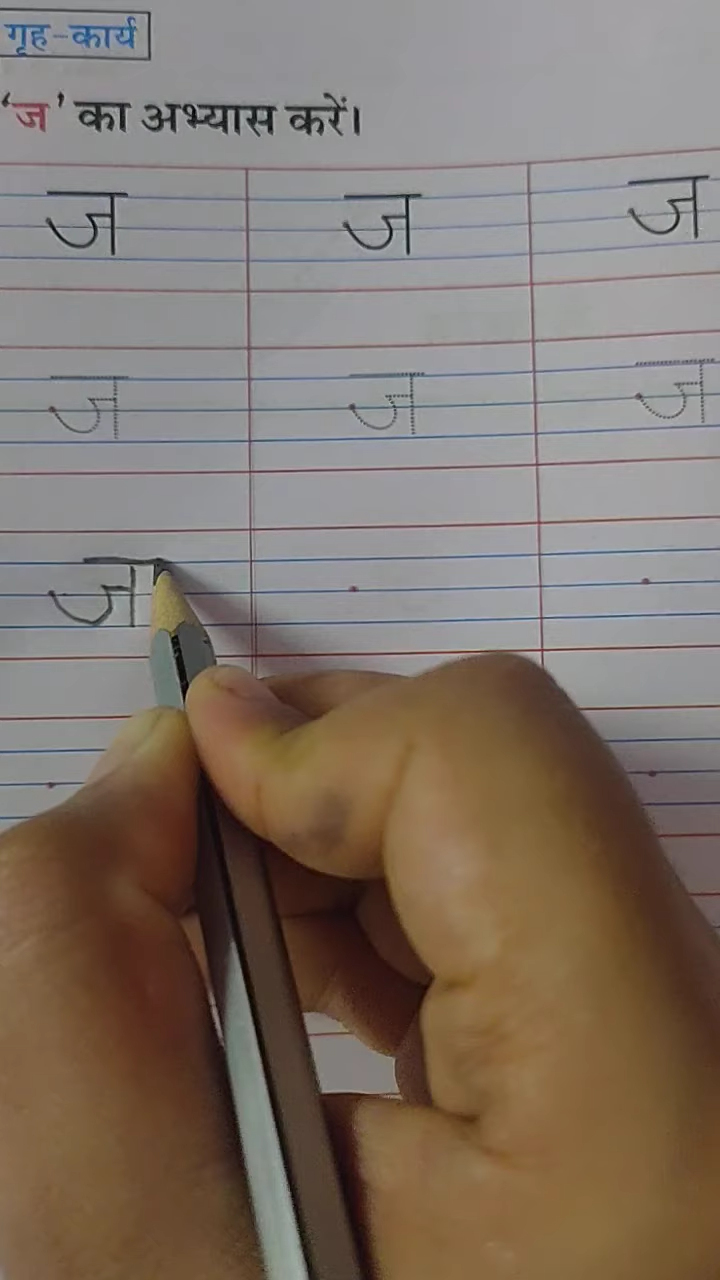 गृह-कार्य
'ज' का अभ्यास करें।
ज ज ज
ज ज ज
ज